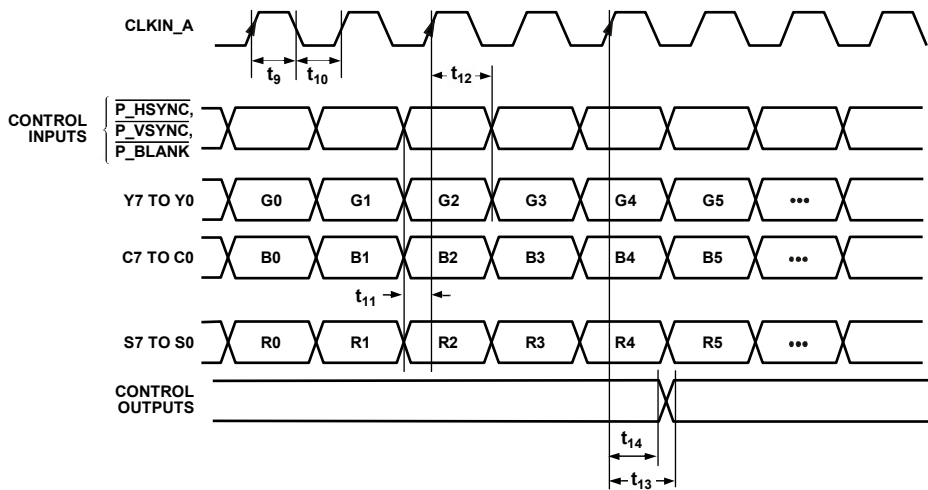 CLKIN_A
t9 t10 t12
CONTROL INPUTS
P_HSYNC,
P_VSYNC,
P_BLANK
Y7 TO Y0 G0 G1 G2 G3 G4 G5 •••
C7 TO C0 B0 B1 B2 B3 B4 B5 •••
t11
S7 TO S0 R0 R1 R2 R3 R4 R5 •••
CONTROL OUTPUTS
t14
t13